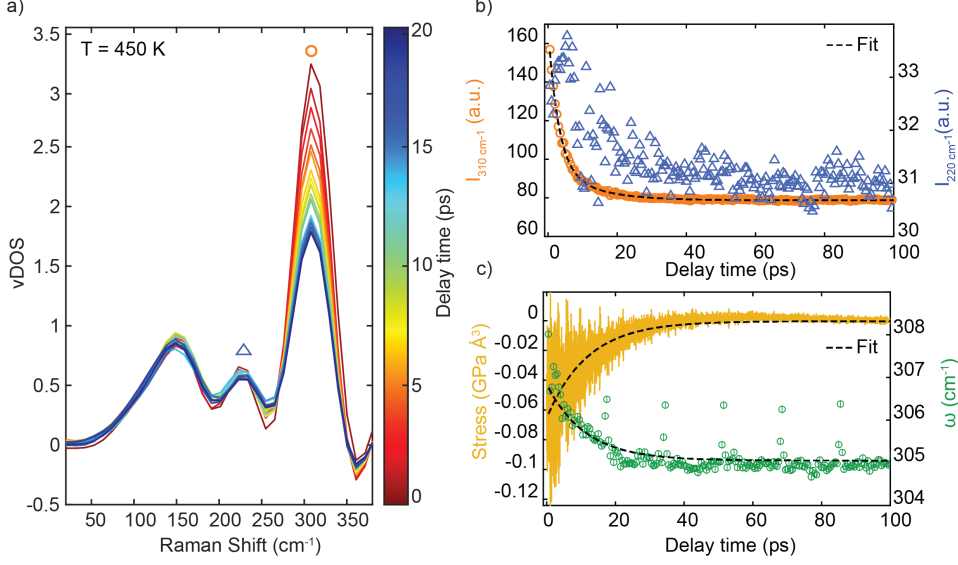 a)
T = 450 K
3.5
3
2.5
2
1.5
1
0.5
0
-0.5
vDOS
50 100 150 200 250 300 350
Raman Shift (cm-1)
20
15
10
5
0
Delay time (ps)
b)
160
140
120
100
80
60
I310 cm-1 (a.u.)
Fit
33
32
31
30
I220 cm-1(a.u.)
0 20 40 60 80 100
Delay time (ps)
c)
0
-0.02
-0.04
-0.06
-0.08
-0.1
-0.12
Stress (GPa Å3)
Fit
308
307
306
305
304
ω (cm-1)
0 20 40 60 80 100
Delay time (ps)